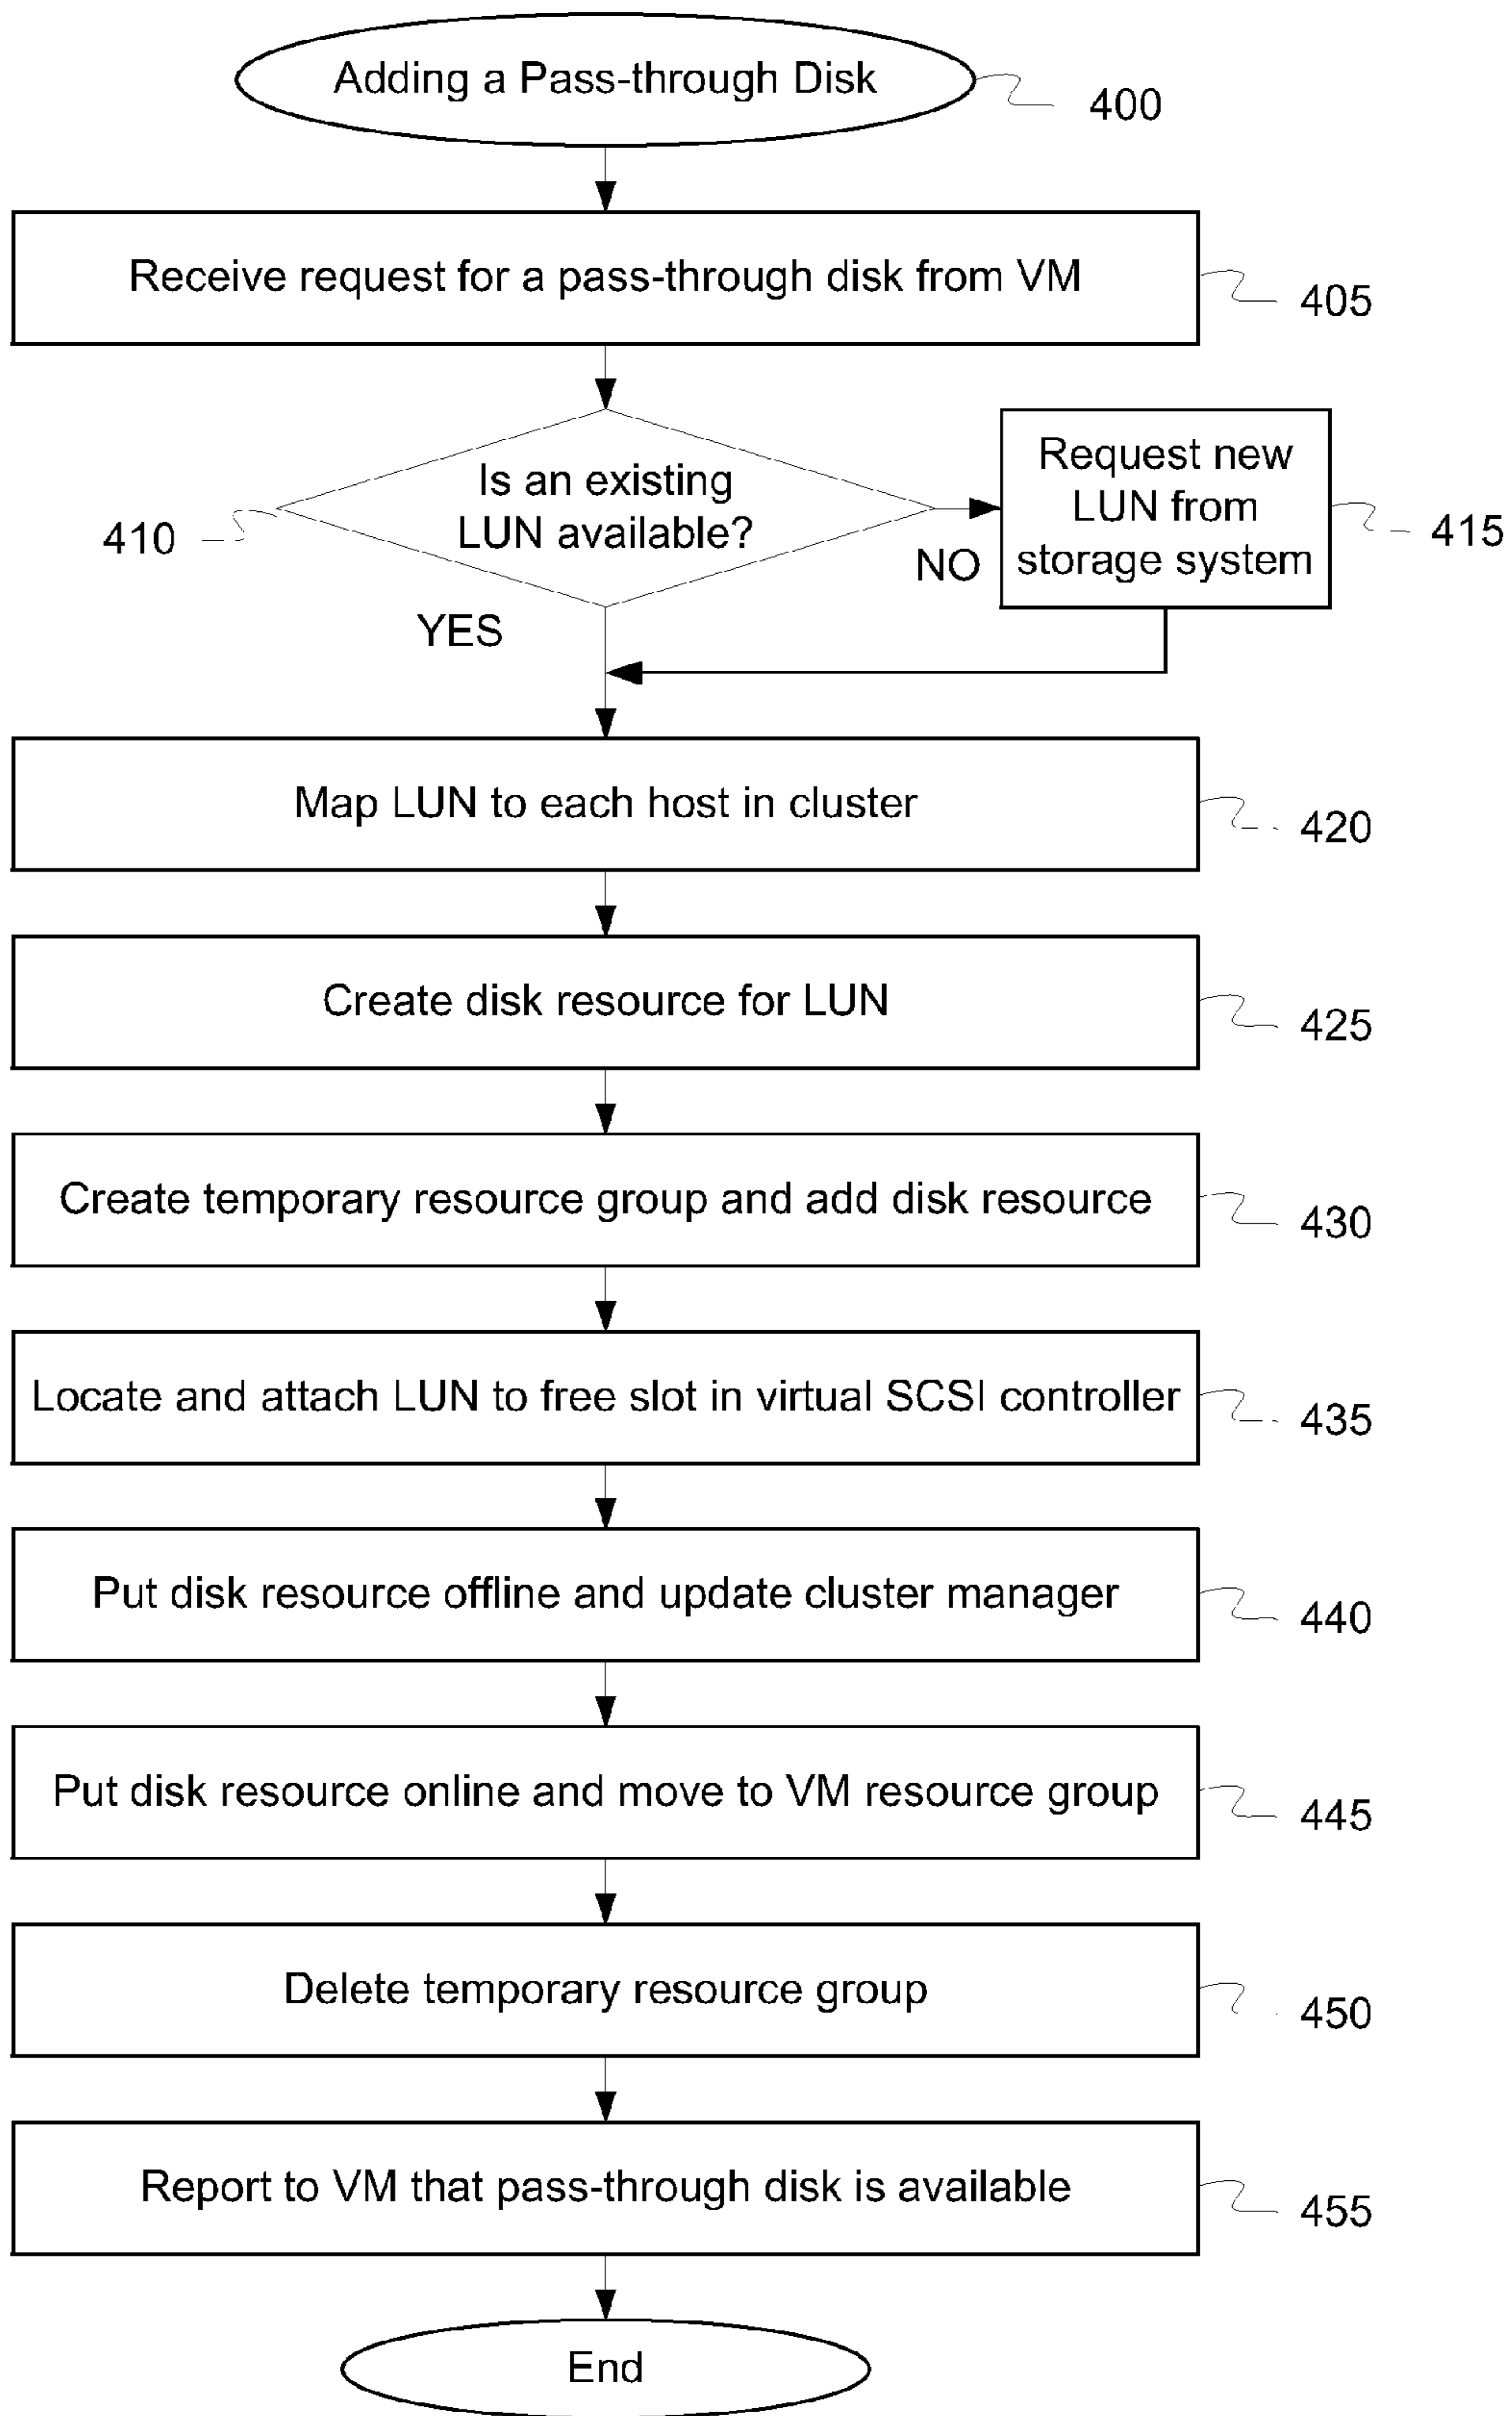 Adding a Pass-through Disk
400
Receive request for a pass-through disk from VM
405
Is an existing
LUN available?
410
NO
YES
Request new
LUN from
storage system
415
Map LUN to each host in cluster
420
Create disk resource for LUN
425
Create temporary resource group and add disk resource
430
Locate and attach LUN to free slot in virtual SCSI controller
435
Put disk resource offline and update cluster manager
440
Put disk resource online and move to VM resource group
445
Delete temporary resource group
450
Report to VM that pass-through disk is available
455
End